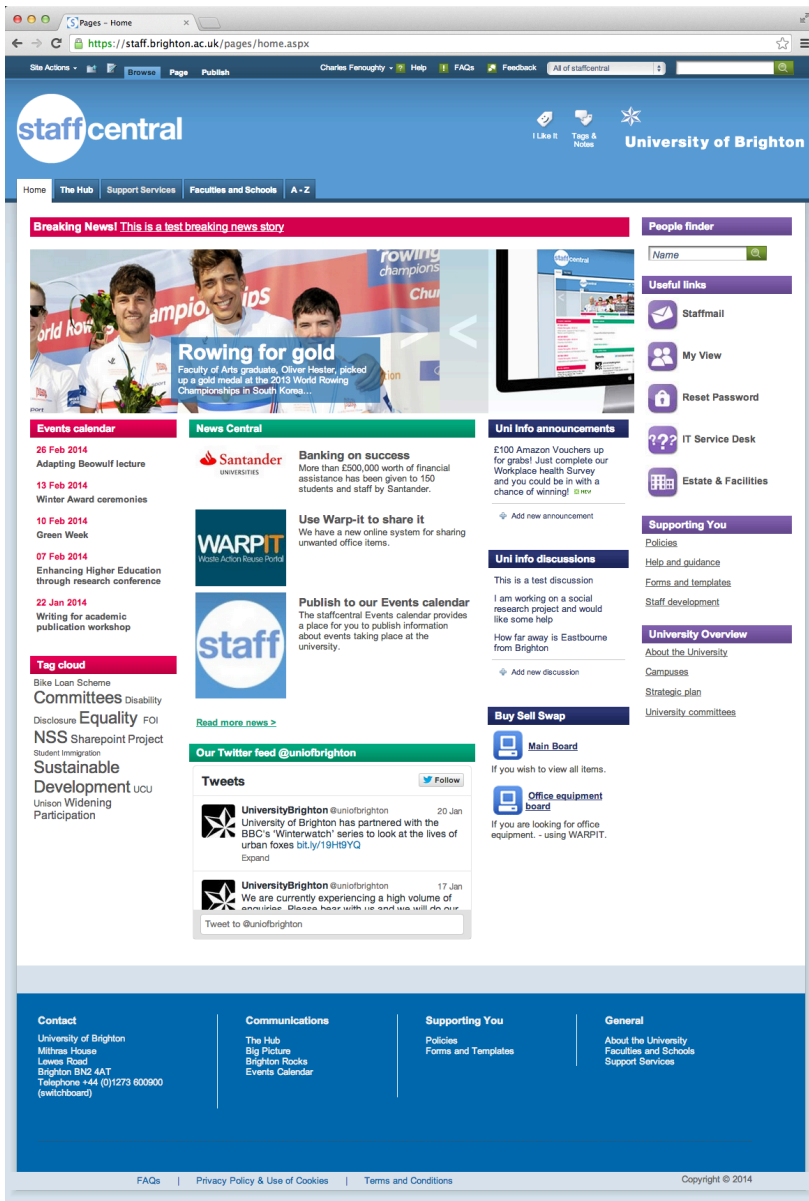 Pages - Home
https://staff.brighton.ac.uk/pages/home.aspx
Site Actions
Browse
Page
Publish
Charles Fenoughty
Help
FAQs
Feedback
All of staffcentral
staffcentral
I Like It
Tags &
Notes
University of Brighton
Home
The Hub
Support Services
Faculties and Schools
A - Z
Breaking News! This is a test breaking news story
rowing
champions
Rowing for gold
Faculty of Arts graduate, Oliver Hester, picked
up a gold medal at the 2013 World Rowing
Championships in South Korea...
People finder
Name
Useful links
Staffmail
My View
Reset Password
??? IT Service Desk
Estate & Facilities
Supporting You
Policies
Help and guidance
Forms and templates
Staff development
University Overview
About the University
Campuses
Strategic plan
University committees
Events calendar
26 Feb 2014
Adapting Beowulf lecture
13 Feb 2014
Winter Award ceremonies
10 Feb 2014
Green Week
07 Feb 2014
Enhancing Higher Education
through research conference
22 Jan 2014
Writing for academic
publication workshop
Tag cloud
Bike Loan Scheme
Committees Disability
Disclosure Equality FOI
NSS Sharepoint Project
Student Immigration
Sustainable
Development UCU
Unison Widening
Participation
News Central
Santander
UNIVERSITIES
Banking on success
More than £500,000 worth of financial
assistance has been given to 150
students and staff by Santander.
WARPIT
Waste Action Reuse Portal
Use Warp-it to share it
We have a new online system for sharing
unwanted office items.
staff
Publish to our Events calendar
The staffcentral Events calendar provides
a place for you to publish information
about events taking place at the
university.
Read more news >
Our Twitter feed @uniofbrighton
Tweets
Follow
UniversityBrighton @uniofbrighton 20 Jan
University of Brighton has partnered with the
BBC's 'Winterwatch' series to look at the lives of
urban foxes bit.ly/19Ht9YQ
Expand
UniversityBrighton @uniofbrighton 17 Jan
We are currently experiencing a high volume of
enquiries. Please bear with us and we will do our
Tweet to @uniofbrighton
Uni Info announcements
£100 Amazon Vouchers up
for grabs! Just complete our
Workplace health Survey
and you could be in with a
chance of winning! NEW
Add new announcement
Uni info discussions
This is a test discussion
I am working on a social
research project and would
like some help
How far away is Eastbourne
from Brighton
Add new discussion
Buy Sell Swap
Main Board
If you wish to view all items.
Office equipment
board
If you are looking for office
equipment. - using WARPIT.
Contact
University of Brighton
Mithras House
Lewes Road
Brighton BN2 4AT
Telephone +44 (0)1273 600900
(switchboard)
Communications
The Hub
Big Picture
Brighton Rocks
Events Calendar
Supporting You
Policies
Forms and Templates
General
About the University
Faculties and Schools
Support Services
FAQs | Privacy Policy & Use of Cookies | Terms and Conditions
Copyright © 2014